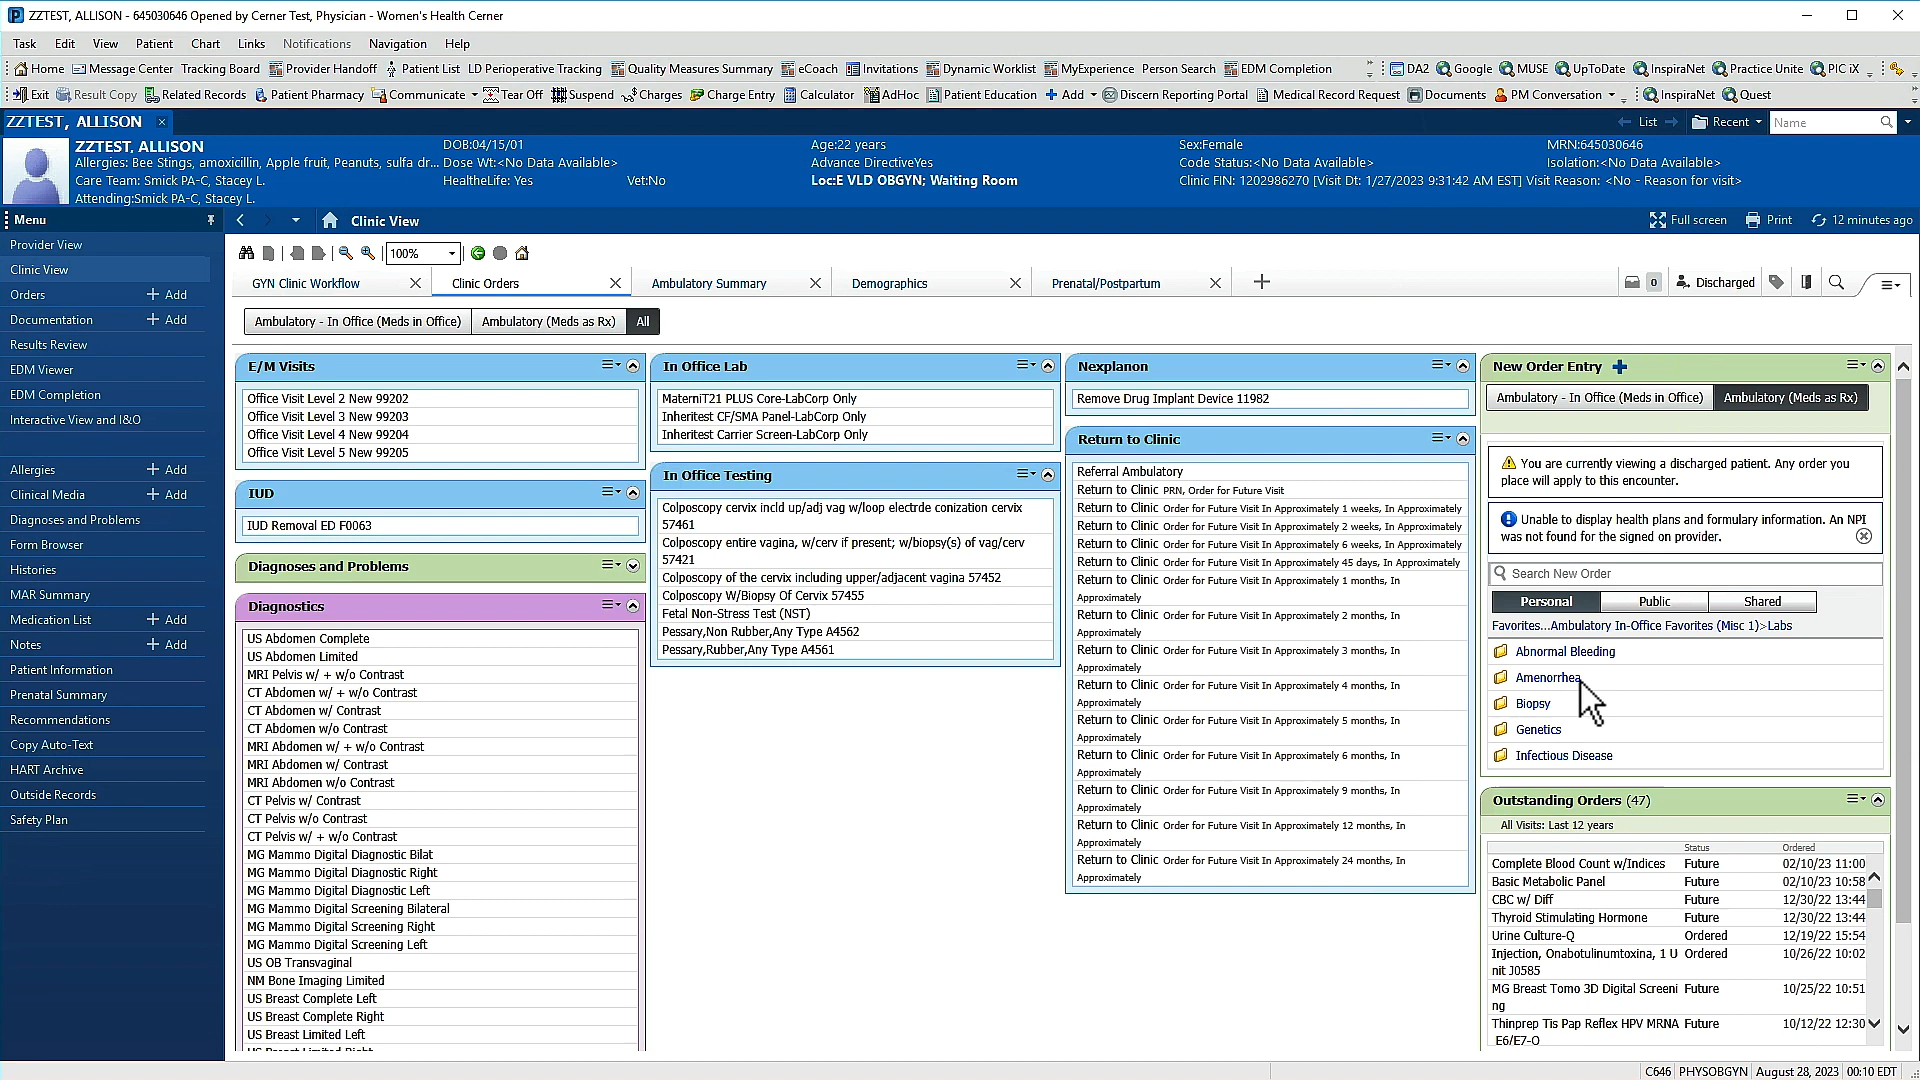 ZZTEST, ALLISON - 645030646 Opened by Cerner Test, Physician - Women's Health Cerner
Task Edit View Patient Chart Links Notifications Navigation Help
Home Message Center Tracking Board Provider Handoff Patient List LD Perioperative Tracking Quality Measures Summary eCoach Invitations Dynamic Worklist MyExperience Person Search EDM Completion DA2 Google MUSE UpToDate InspiraNet Practice Unite PIC iX
Exit Result Copy Related Records Patient Pharmacy Communicate Tear Off Suspend Charges Charge Entry Calculator AdHoc Patient Education Add Discern Reporting Portal Medical Record Request Documents PM Conversation InspiraNet Quest
ZZTEST, ALLISON List Recent Name
ZZTEST, ALLISON DOB:04/15/01 Age:22 years Sex:Female MRN:645030646
Allergies: Bee Stings, amoxicillin, Apple fruit, Peanuts, sulfa dr... Dose Wt:<No Data Available> Advance DirectiveYes Code Status:<No Data Available> Isolation:<No Data Available>
Care Team: Smick PA-C, Stacey L. HealtheLife: Yes Vet:No Loc:E VLD OBGYN; Waiting Room Clinic FIN: 1202986270 [Visit Dt: 1/27/2023 9:31:42 AM EST] Visit Reason: <No - Reason for visit>
Attending:Smick PA-C, Stacey L.
Menu Clinic View Full screen Print 12 minutes ago
Provider View
Clinic View
Orders + Add
Documentation + Add
Results Review
EDM Viewer
EDM Completion
Interactive View and I&O
Allergies + Add
Clinical Media + Add
Diagnoses and Problems
Form Browser
Histories
MAR Summary
Medication List + Add
Notes + Add
Patient Information
Prenatal Summary
Recommendations
Copy Auto-Text
HART Archive
Outside Records
Safety Plan
100%
GYN Clinic Workflow Clinic Orders Ambulatory Summary Demographics Prenatal/Postpartum 0 Discharged
Ambulatory - In Office (Meds in Office) Ambulatory (Meds as Rx) All
E/M Visits
Office Visit Level 2 New 99202
Office Visit Level 3 New 99203
Office Visit Level 4 New 99204
Office Visit Level 5 New 99205
IUD
IUD Removal ED F0063
Diagnoses and Problems
Diagnostics
US Abdomen Complete
US Abdomen Limited
MRI Pelvis w/ + w/o Contrast
CT Abdomen w/ + w/o Contrast
CT Abdomen w/ Contrast
CT Abdomen w/o Contrast
MRI Abdomen w/ + w/o Contrast
MRI Abdomen w/ Contrast
MRI Abdomen w/o Contrast
CT Pelvis w/ Contrast
CT Pelvis w/o Contrast
CT Pelvis w/ + w/o Contrast
MG Mammo Digital Diagnostic Bilat
MG Mammo Digital Diagnostic Right
MG Mammo Digital Diagnostic Left
MG Mammo Digital Screening Bilateral
MG Mammo Digital Screening Right
MG Mammo Digital Screening Left
US OB Transvaginal
NM Bone Imaging Limited
US Breast Complete Left
US Breast Complete Right
US Breast Limited Left
In Office Lab
MaterniT21 PLUS Core-LabCorp Only
Inheritest CF/SMA Panel-LabCorp Only
Inheritest Carrier Screen-LabCorp Only
In Office Testing
Colposcopy cervix incld up/adj vag w/loop electrde conization cervix
57461
Colposcopy entire vagina, w/cerv if present; w/biopsy(s) of vag/cerv
57421
Colposcopy of the cervix including upper/adjacent vagina 57452
Colposcopy W/Biopsy Of Cervix 57455
Fetal Non-Stress Test (NST)
Pessary,Non Rubber,Any Type A4562
Pessary,Rubber,Any Type A4561
Nexplanon
Remove Drug Implant Device 11982
Return to Clinic
Referral Ambulatory
Return to Clinic PRN, Order for Future Visit
Return to Clinic Order for Future Visit In Approximately 1 weeks, In Approximately
Return to Clinic Order for Future Visit In Approximately 2 weeks, In Approximately
Return to Clinic Order for Future Visit In Approximately 6 weeks, In Approximately
Return to Clinic Order for Future Visit In Approximately 45 days, In Approximately
Return to Clinic Order for Future Visit In Approximately 1 months, In
Approximately
Return to Clinic Order for Future Visit In Approximately 2 months, In
Approximately
Return to Clinic Order for Future Visit In Approximately 3 months, In
Approximately
Return to Clinic Order for Future Visit In Approximately 4 months, In
Approximately
Return to Clinic Order for Future Visit In Approximately 5 months, In
Approximately
Return to Clinic Order for Future Visit In Approximately 6 months, In
Approximately
Return to Clinic Order for Future Visit In Approximately 9 months, In
Approximately
Return to Clinic Order for Future Visit In Approximately 12 months, In
Approximately
Return to Clinic Order for Future Visit In Approximately 24 months, In
Approximately
New Order Entry
Ambulatory - In Office (Meds in Office) Ambulatory (Meds as Rx)
You are currently viewing a discharged patient. Any order you
place will apply to this encounter.
Unable to display health plans and formulary information. An NPI
was not found for the signed on provider.
Search New Order
Personal Public Shared
Favorites...Ambulatory In-Office Favorites (Misc 1)>Labs
Abnormal Bleeding
Amenorrhea
Biopsy
Genetics
Infectious Disease
Outstanding Orders (47)
All Visits: Last 12 years
Status Ordered
Complete Blood Count w/Indices Future 02/10/23 11:00
Basic Metabolic Panel Future 02/10/23 10:58
CBC w/ Diff Future 12/30/22 13:44
Thyroid Stimulating Hormone Future 12/30/22 13:44
Urine Culture-Q Ordered 12/19/22 15:54
Injection, Onabotulinumtoxina, 1 U Ordered 10/26/22 10:02
nit J0585
MG Breast Tomo 3D Digital Screeni Future 10/25/22 10:51
ng
Thinprep Tis Pap Reflex HPV MRNA Future 10/12/22 12:30
E6/E7-Q
C646 PHYSOBGYN August 28, 2023 00:10 EDT